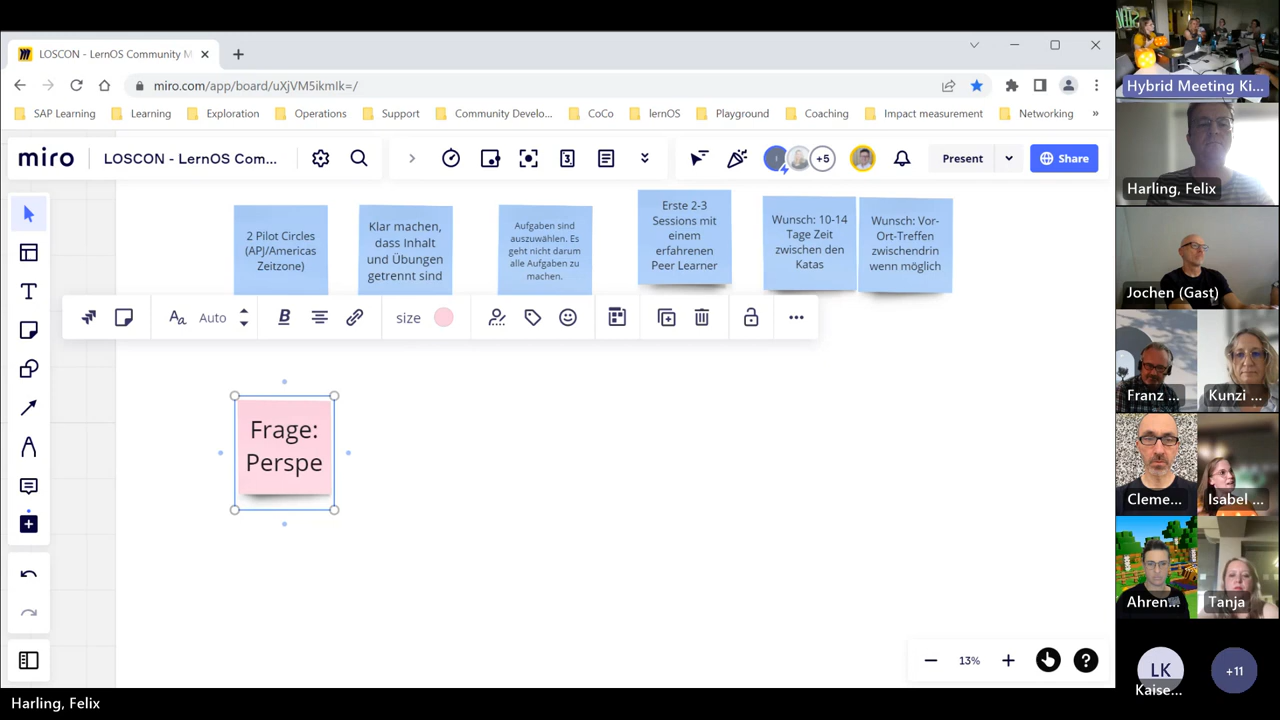 LOSCON - LernOS Community M
miro.com/app/board/uXjVM5ikmIk=/
SAP Learning
Learning
Exploration
Operations
Support
Community Develo...
CoCo
lernOS
Playground
Coaching
Impact measurement
Networking
»
miro
LOSCON - LernOS Com...
3
+5
Present
Share
2 Pilot Circles
(APJ/Americas
Zeitzone)
Klar machen,
dass Inhalt
und Übungen
getrennt sind
Aufgaben sind
auszuwählen. Es
geht nicht darum
alle Aufgaben zu
machen.
Erste 2-3
Sessions mit
einem
erfahrenen
Peer Learner
Wunsch: 10-14
Tage Zeit
zwischen den
Katas
Wunsch: Vor-
Ort-Treffen
zwischendrin
wenn möglich
Aa
Auto
B
size
Frage:
Perspe
13%
?
Hybrid Meeting Ki...
Harling, Felix
Jochen (Gast)
Franz ...
Kunzi ...
Cleme...
Isabel ...
Ahren...
Tanja
LK
Kaise...
+11
Harling, Felix